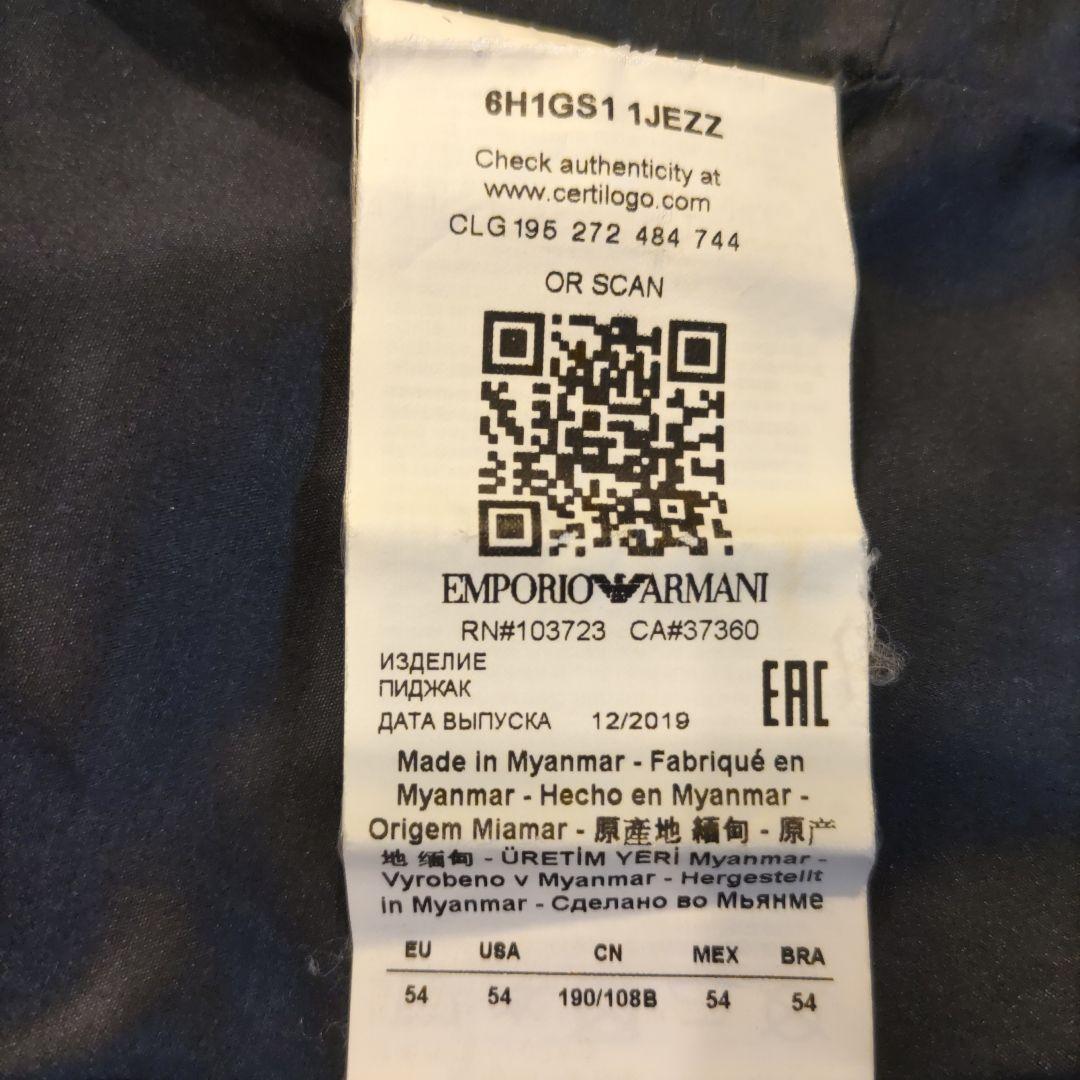 6H1GS1 1JEZZ
Check authenticity at
www.certilogo.com
CLG 195 272 484 744
OR SCAN
EMPORIO ARMANI
RN#103723 CA#37360
ИЗДЕЛИЕ
ПИДЖАК
EAC
ДАТА ВЫПУСКА 12/2019
Made in Myanmar - Fabriqué en
Myanmar - Hecho en Myanmar -
Origem Miamar - 原產地 緬甸 - 原产
地 缅甸 - ÜRETİM YERİ Myanmar -
Vyrobeno v Myanmar - Hergestellt
in Myanmar - Сделано во Мьянме
EU USA CN MEX BRA
54 54 190/108B 54 54